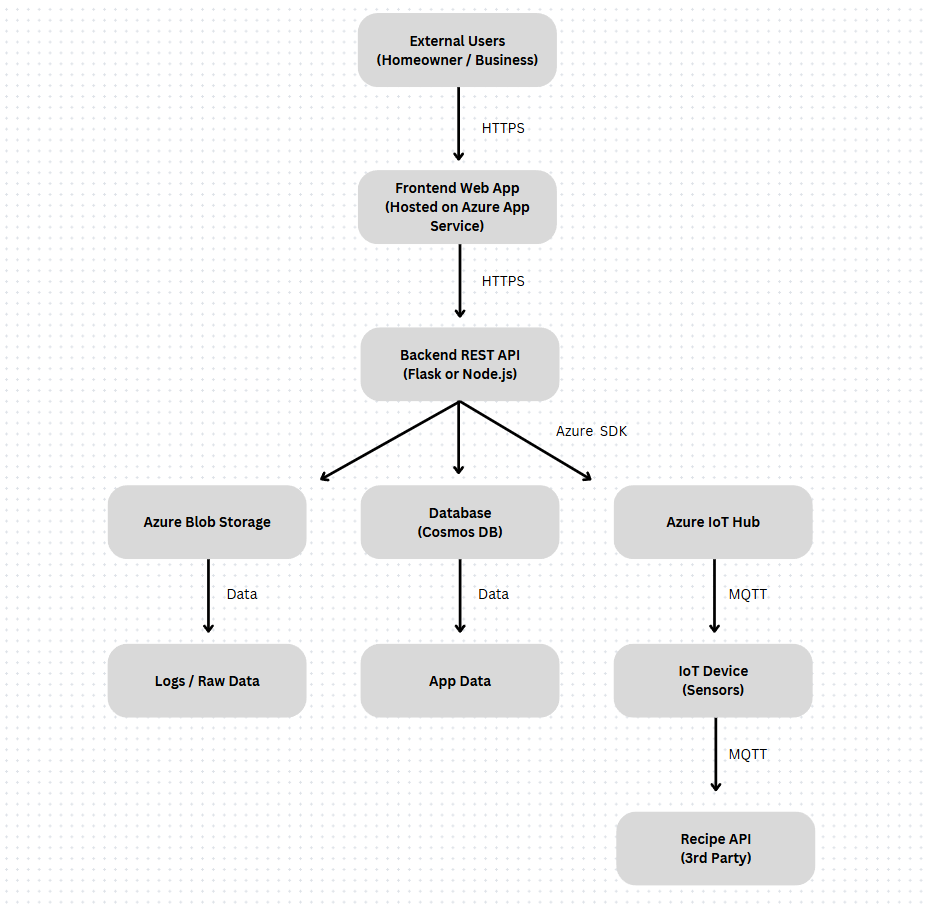 External Users
(Homeowner / Business)
HTTPS
Frontend Web App
(Hosted on Azure App
Service)
HTTPS
Backend REST API
(Flask or Node.js)
Azure SDK
Azure Blob Storage
Database
(Cosmos DB)
Azure IoT Hub
Data
Data
MQTT
Logs / Raw Data
App Data
IoT Device
(Sensors)
MQTT
Recipe API
(3rd Party)